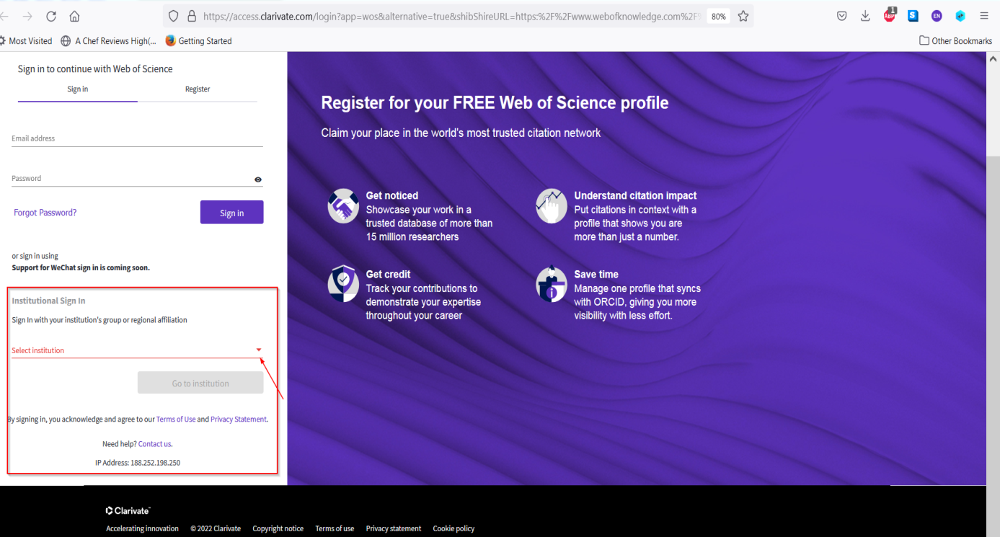 https://access.clarivate.com/login?app=wos&alternative=true&shibShireURL=https:%2F%2Fwww.webofknowledge.com%2F%
80%
1
ABP
S
EN
Most Visited
A Chef Reviews High(...
Getting Started
Other Bookmarks
Sign in to continue with Web of Science
Sign in
Register
Email address
Password
Forgot Password?
Sign in
or sign in using
Support for WeChat sign in is coming soon.
Institutional Sign In
Sign In with your institution's group or regional affiliation
Select institution
Go to institution
By signing in, you acknowledge and agree to our Terms of Use and Privacy Statement.
Need help? Contact us.
IP Address: 188.252.198.250
Register for your FREE Web of Science profile
Claim your place in the world's most trusted citation network
Get noticed
Showcase your work in a
trusted database of more than
15 million researchers
Understand citation impact
Put citations in context with a
profile that shows you are
more than just a number.
Get credit
Track your contributions to
demonstrate your expertise
throughout your career
Save time
Manage one profile that syncs
with ORCID, giving you more
visibility with less effort.
Clarivate™
Accelerating innovation © 2022 Clarivate Copyright notice Terms of use Privacy statement Cookie policy